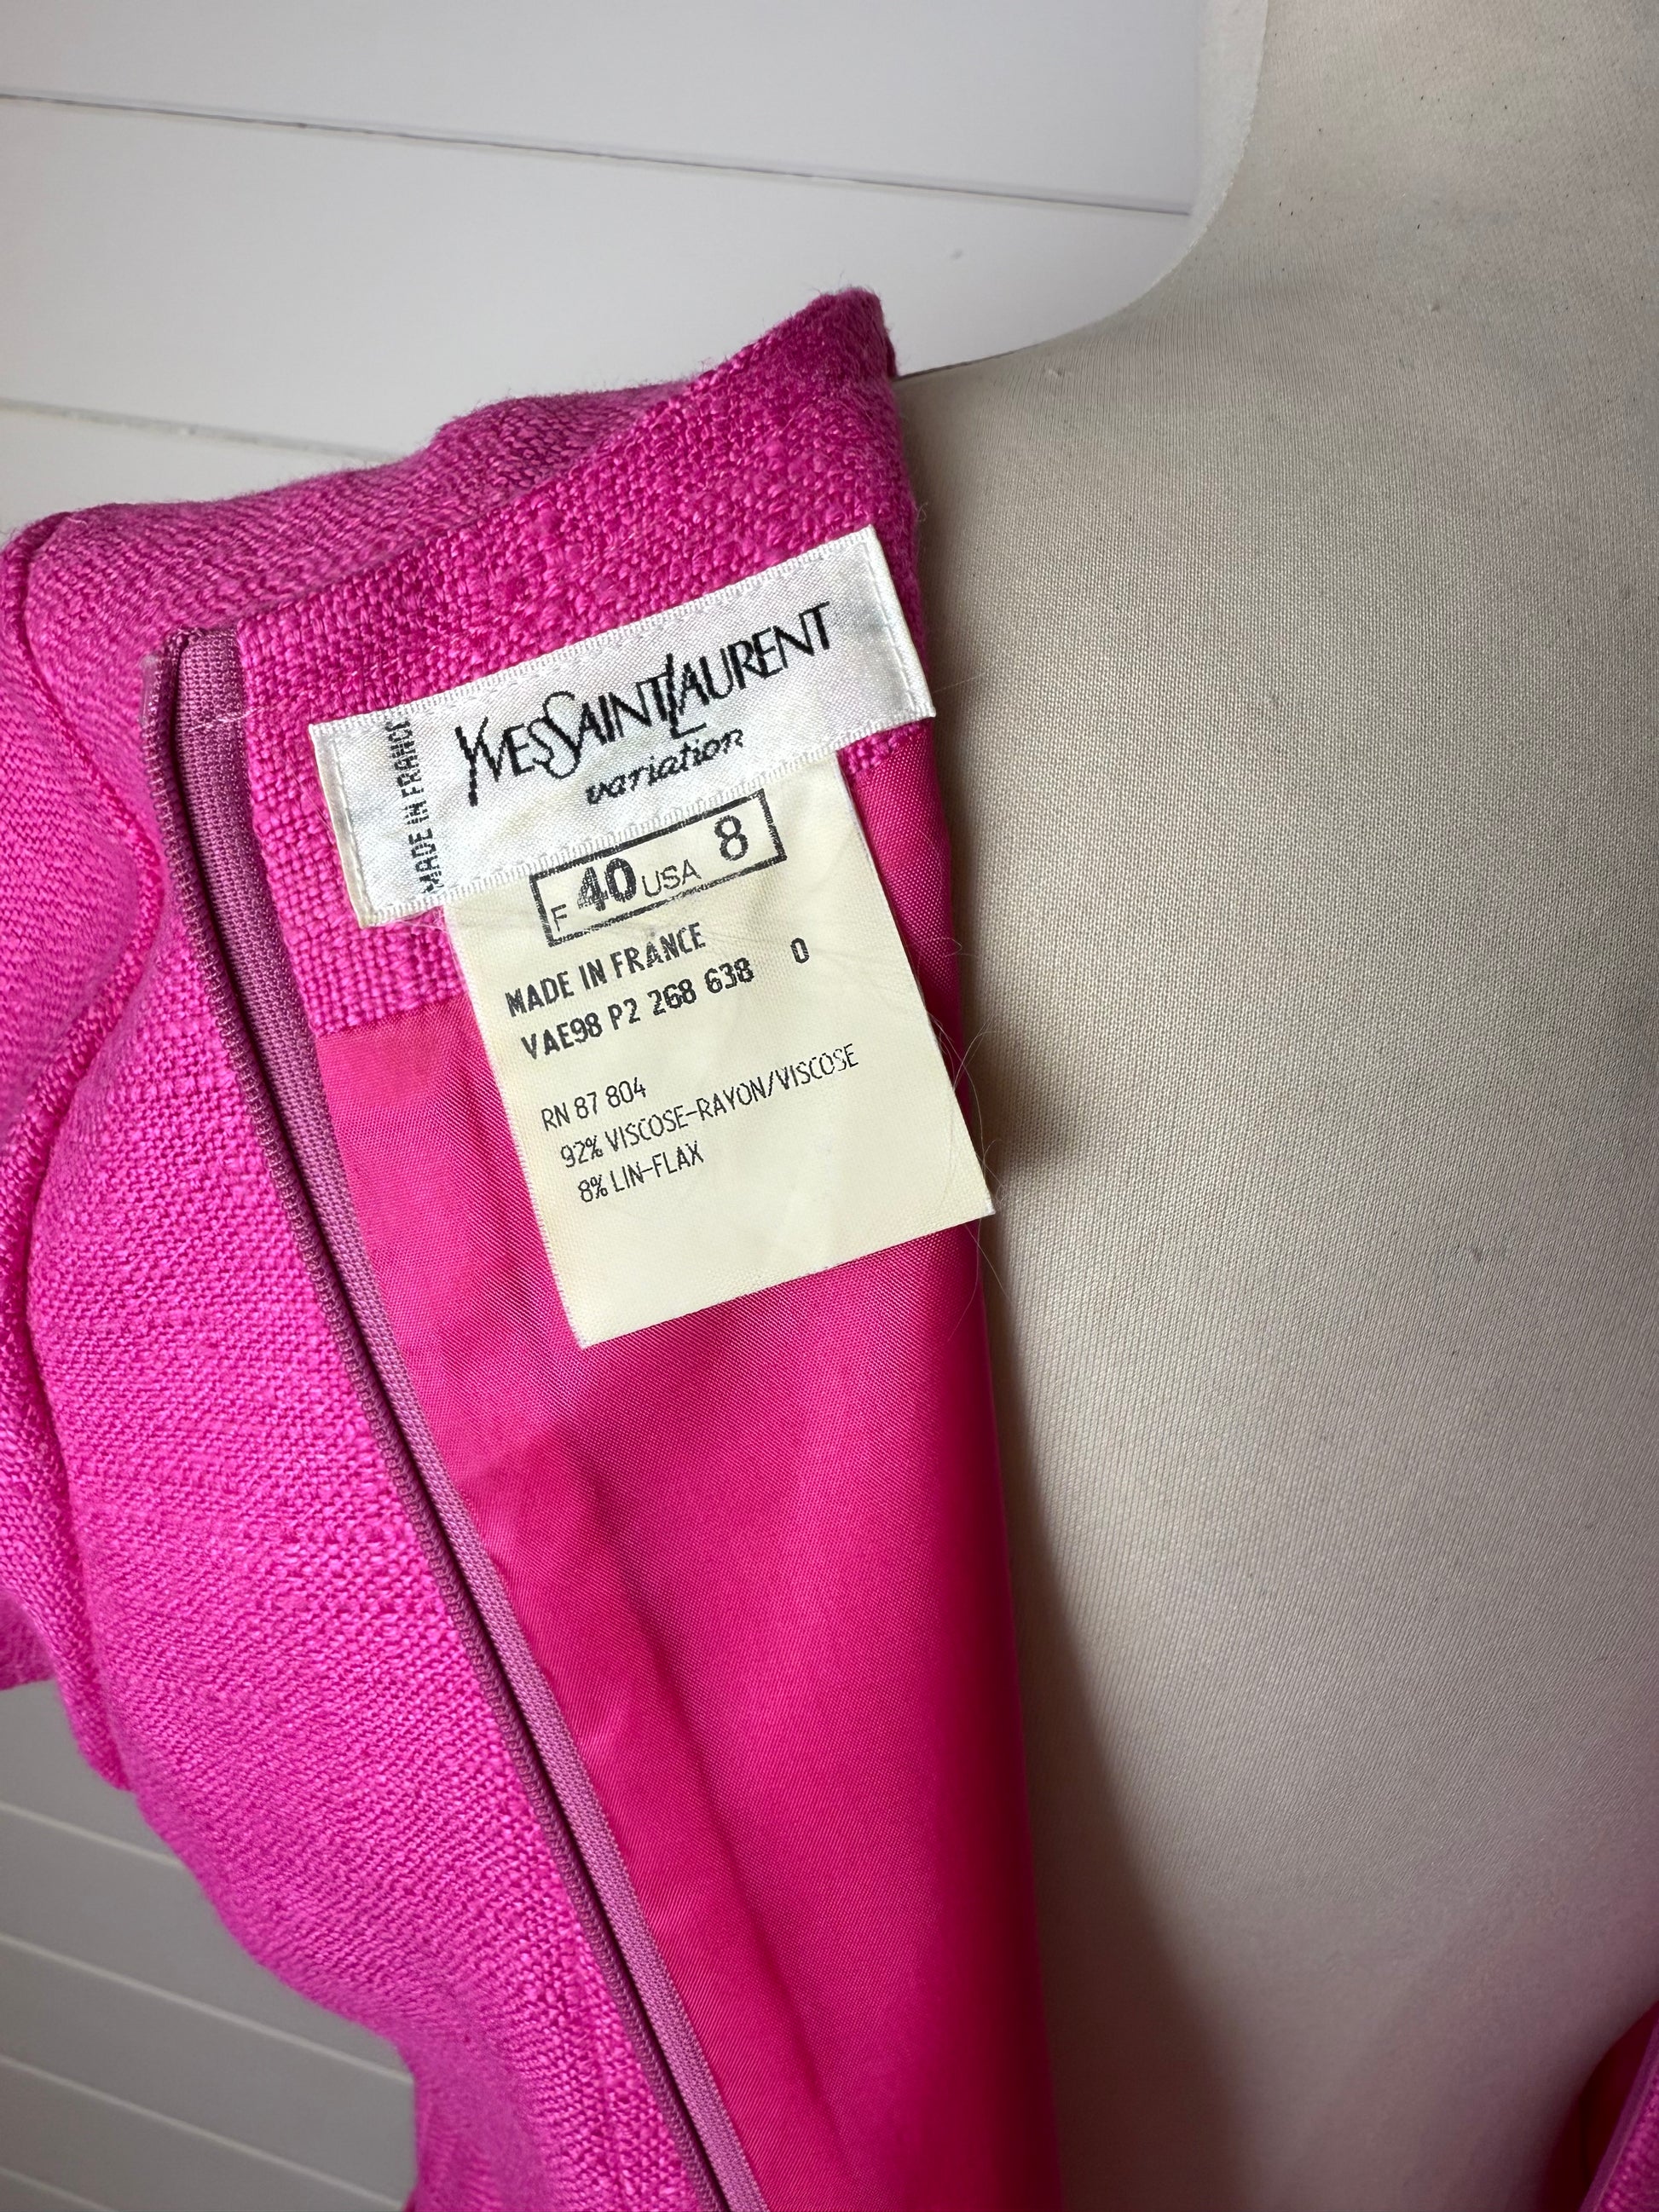 YVESSAINTLAURENT
variation
MADE IN FRANCE
F 40 USA 8
MADE IN FRANCE
VAE98 P2 268 638 0
RN 87 804
92% VISCOSE-RAYON/VISCOSE
8% LIN-FLAX